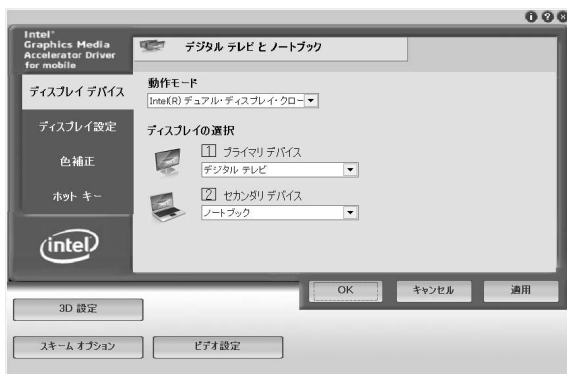 Intel®
Graphics Media
Accelerator Driver
for mobile
デジタル テレビ と ノートブック
ディスプレイ デバイス
ディスプレイ設定
色補正
ホット キー
intel
動作モード
Intel(R) デュアル・ディスプレイ・クロー
ディスプレイの選択
1 プライマリ デバイス
デジタル テレビ
2 セカンダリ デバイス
ノートブック
OK
キャンセル
適用
3D 設定
スキーム オプション
ビデオ設定